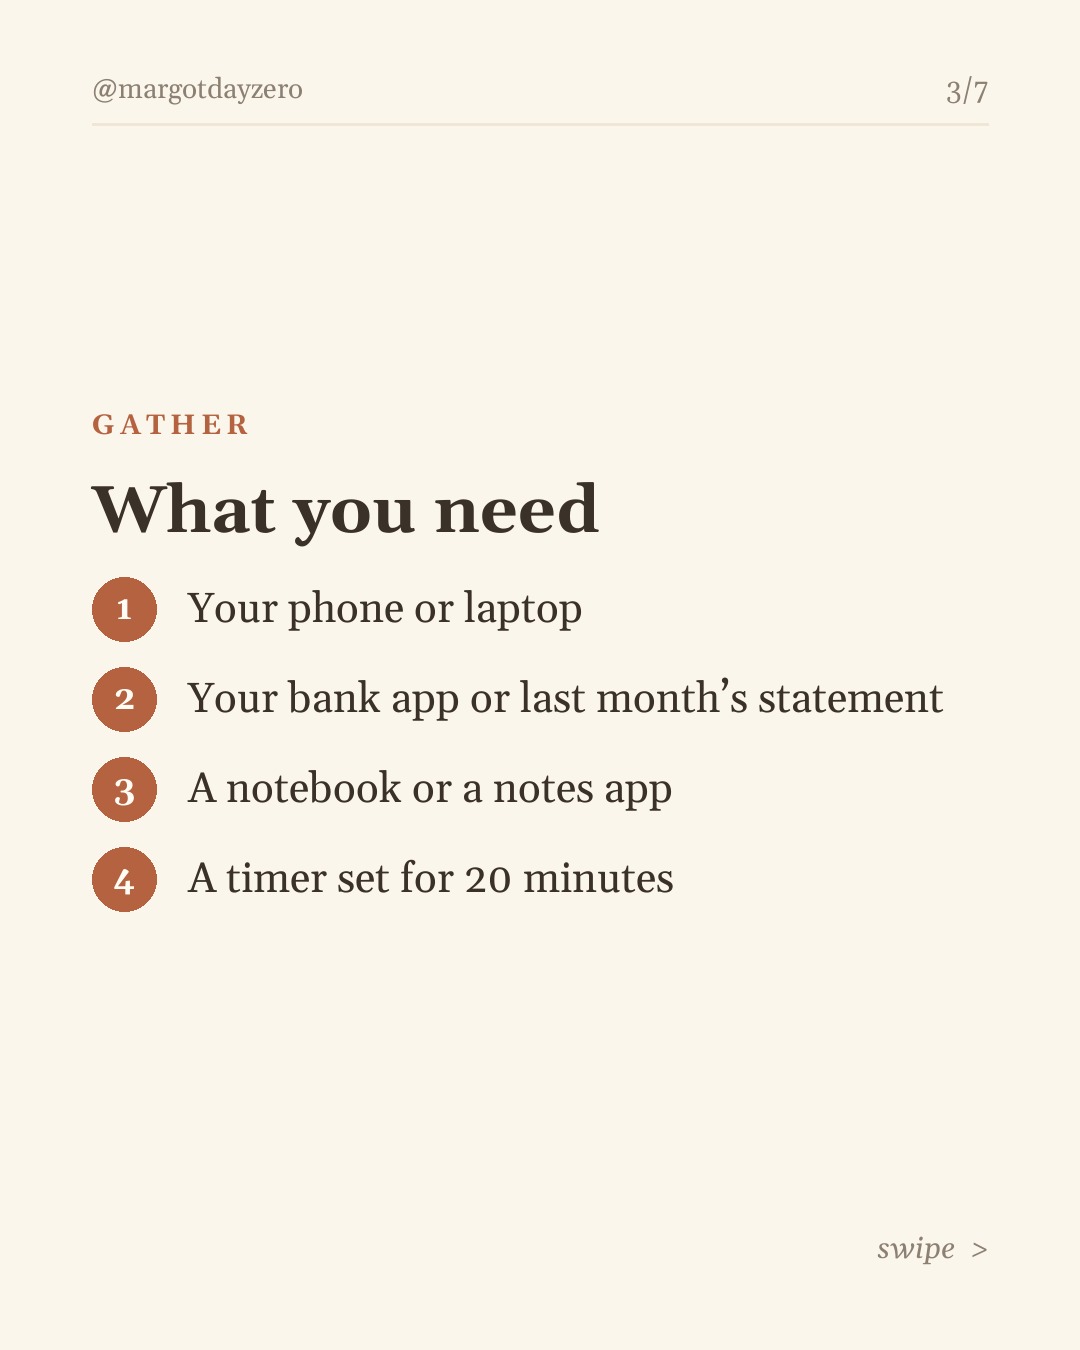 @margotdayzero
3/7
GATHER
What you need
1 Your phone or laptop
2 Your bank app or last month’s statement
3 A notebook or a notes app
4 A timer set for 20 minutes
swipe >